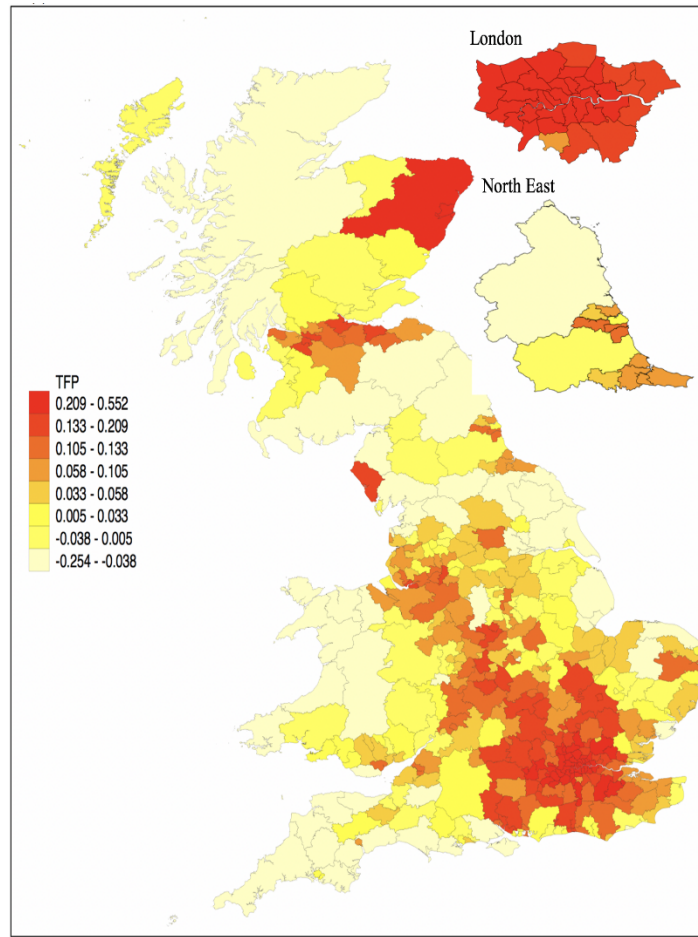 London
North East
TFP
0.209 - 0.552
0.133 - 0.209
0.105 - 0.133
0.058 - 0.105
0.033 - 0.058
0.005 - 0.033
-0.038 - 0.005
-0.254 - -0.038